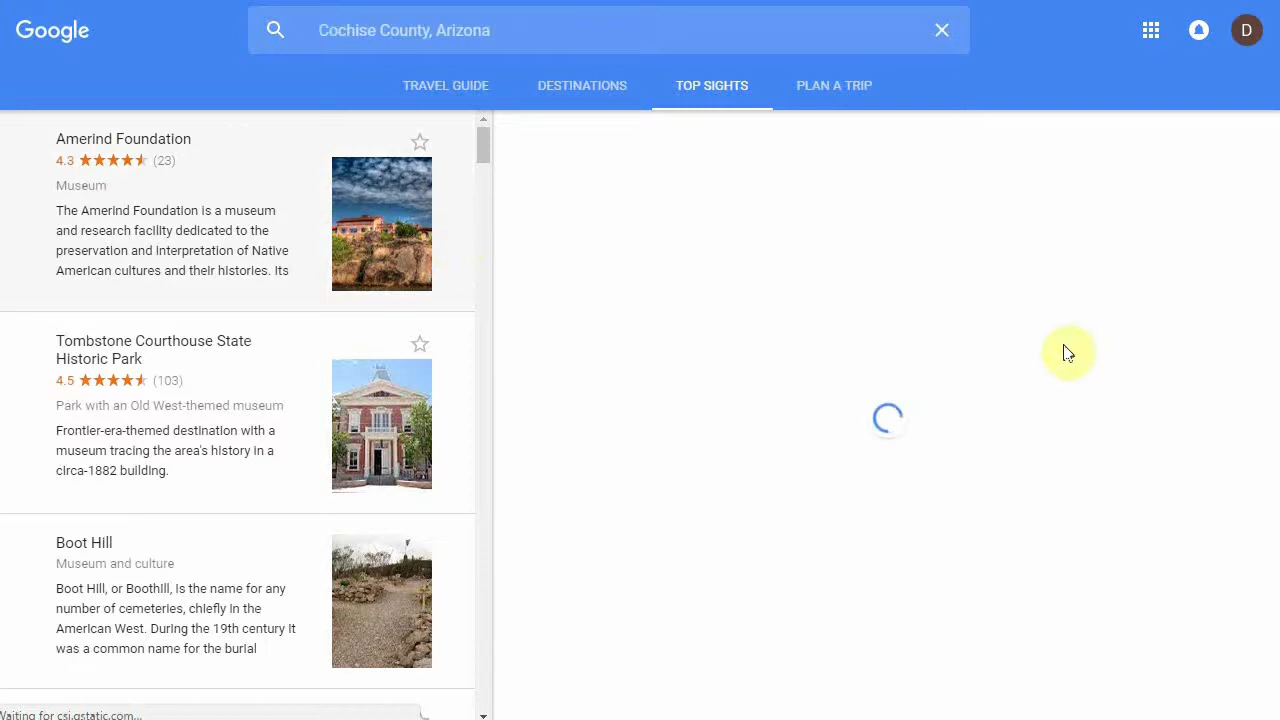 Google
Cochise County, Arizona
D
TRAVEL GUIDE
DESTINATIONS
TOP SIGHTS
PLAN A TRIP
Amerind Foundation
4.3 (23)
Museum
The Amerind Foundation is a museum
and research facility dedicated to the
preservation and interpretation of Native
American cultures and their histories. Its
Tombstone Courthouse State
Historic Park
4.5 (103)
Park with an Old West-themed museum
Frontier-era-themed destination with a
museum tracing the area's history in a
circa-1882 building.
Boot Hill
Museum and culture
Boot Hill, or Boothill, is the name for any
number of cemeteries, chiefly in the
American West. During the 19th century it
was a common name for the burial
Waiting for csi.gstatic.com...